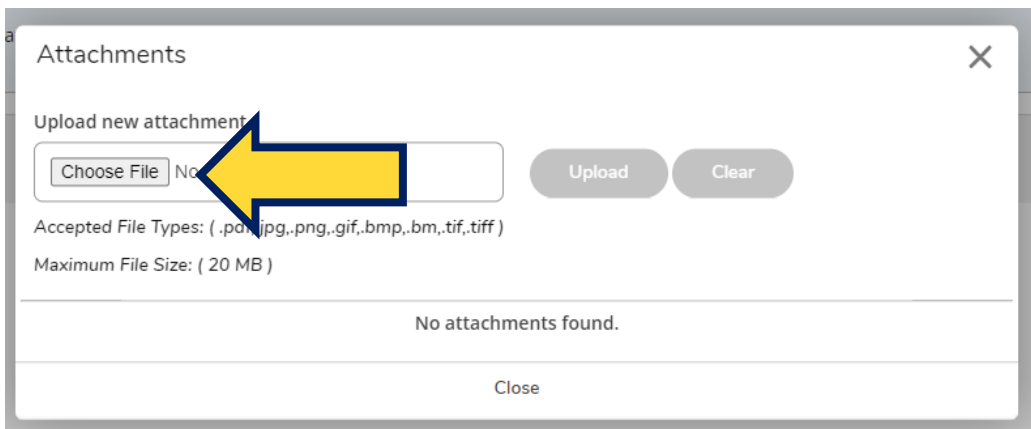 Attachments
Upload new attachment
Choose File No
Upload
Clear
Accepted File Types: ( .pdf,.jpg,.png,.gif,.bmp,.bm,.tif,.tiff )
Maximum File Size: ( 20 MB )
No attachments found.
Close